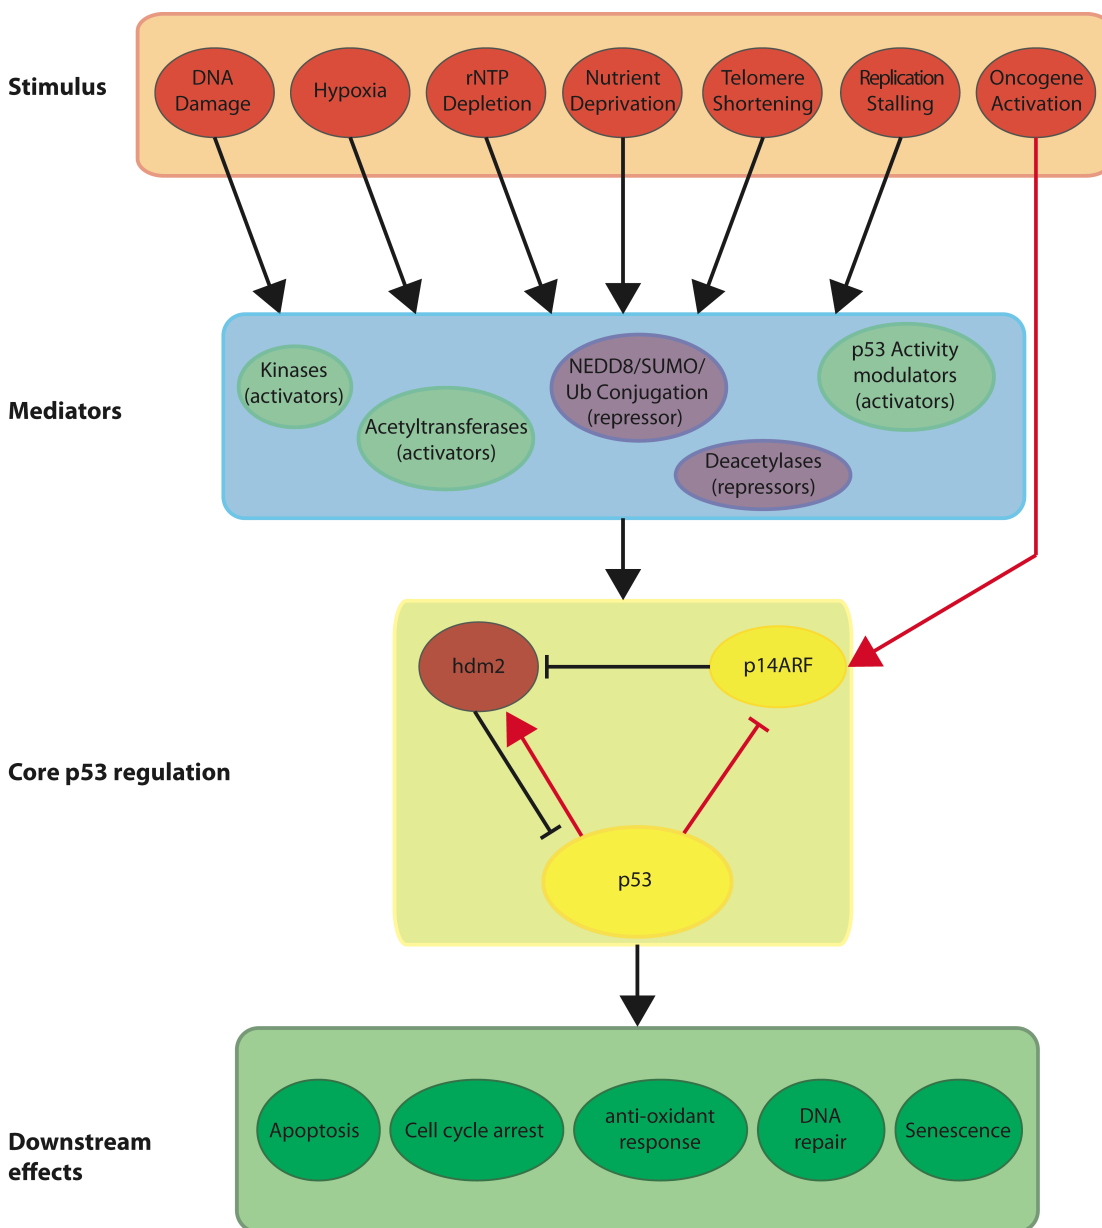 Stimulus
DNA
Damage
Hypoxia
rNTP
Depletion
Nutrient
Deprivation
Telomere
Shortening
Replication
Stalling
Oncogene
Activation
Mediators
Kinases
(activators)
Acetyltransferases
(activators)
NEDD8/SUMO/
Ub Conjugation
(repressor)
Deacetylases
(repressors)
p53 Activity
modulators
(activators)
Core p53 regulation
hdm2
p14ARF
p53
Downstream
effects
Apoptosis
Cell cycle arrest
anti-oxidant
response
DNA
repair
Senescence